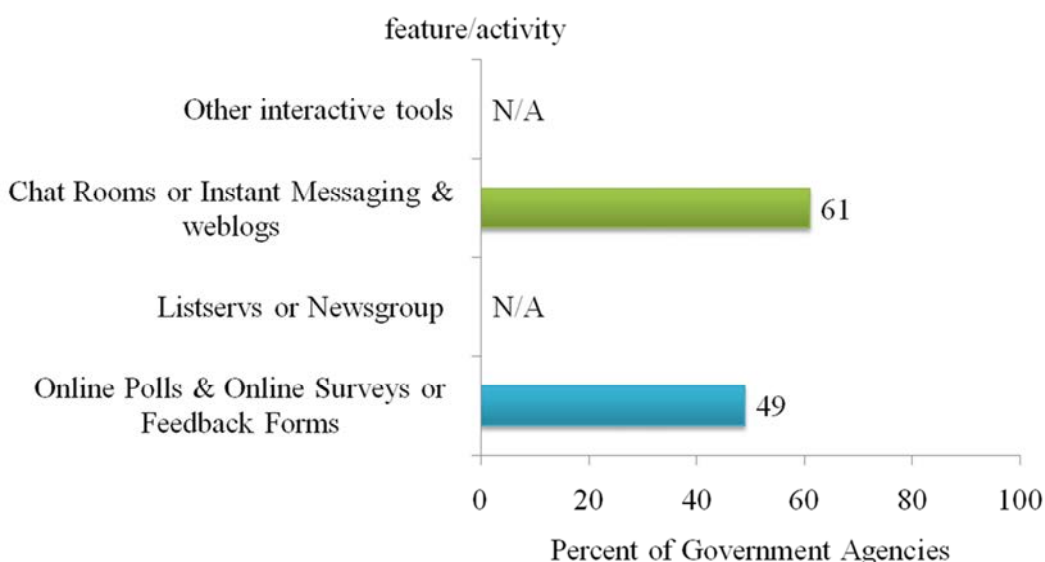 feature/activity
Other interactive tools N/A
Chat Rooms or Instant Messaging &
weblogs
61
Listservs or Newsgroup N/A
Online Polls & Online Surveys or
Feedback Forms
49
0 20 40 60 80 100
Percent of Government Agencies